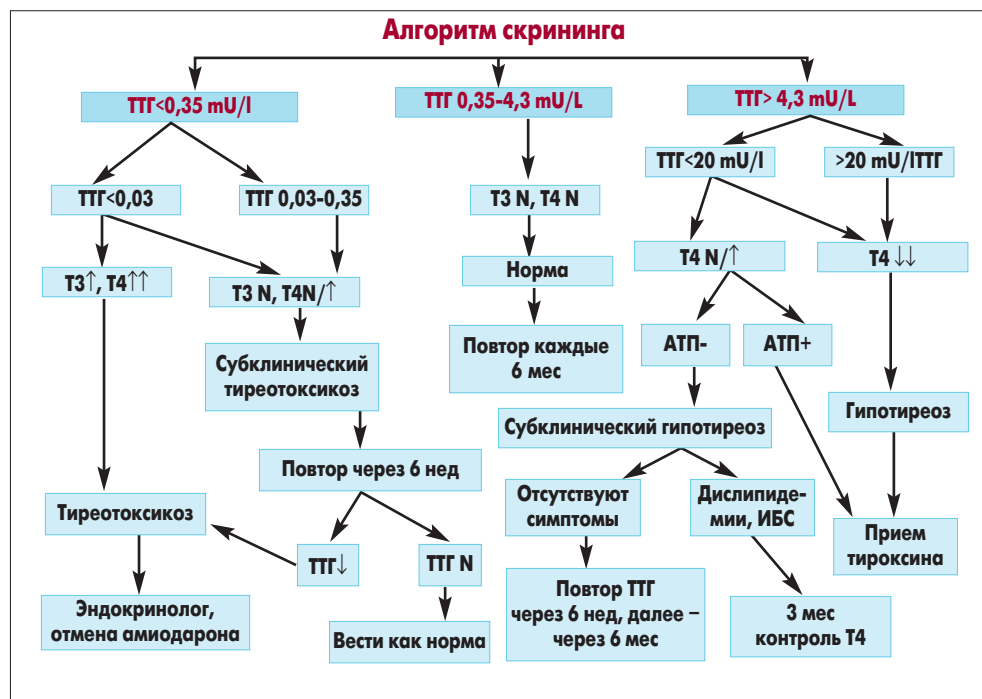 Алгоритм скрининга
ТТГ<0,35 mU/l
ТТГ 0,35-4,3 mU/L
ТТГ> 4,3 mU/L
ТТГ<20 mU/l
>20 mU/lТТГ
ТТГ<0,03
ТТГ 0,03-0,35
Т3 N, Т4 N
Т3↑, Т4↑↑
Т3 N, Т4N/↑
Норма
Т4 N/↑
Т4 ↓↓
Субклинический
тиреотоксикоз
Повтор каждые
6 мес
АТП-
АТП+
Субклинический гипотиреоз
Гипотиреоз
Повтор через 6 нед
Тиреотоксикоз
Отсутствуют
симптомы
Дислипиде-
мии, ИБС
Прием
тироксина
ТТГ↓
ТТГ N
Эндокринолог,
отмена амиодарона
Вести как норма
Повтор ТТГ
через 6 нед, далее –
через 6 мес
3 мес
контроль Т4